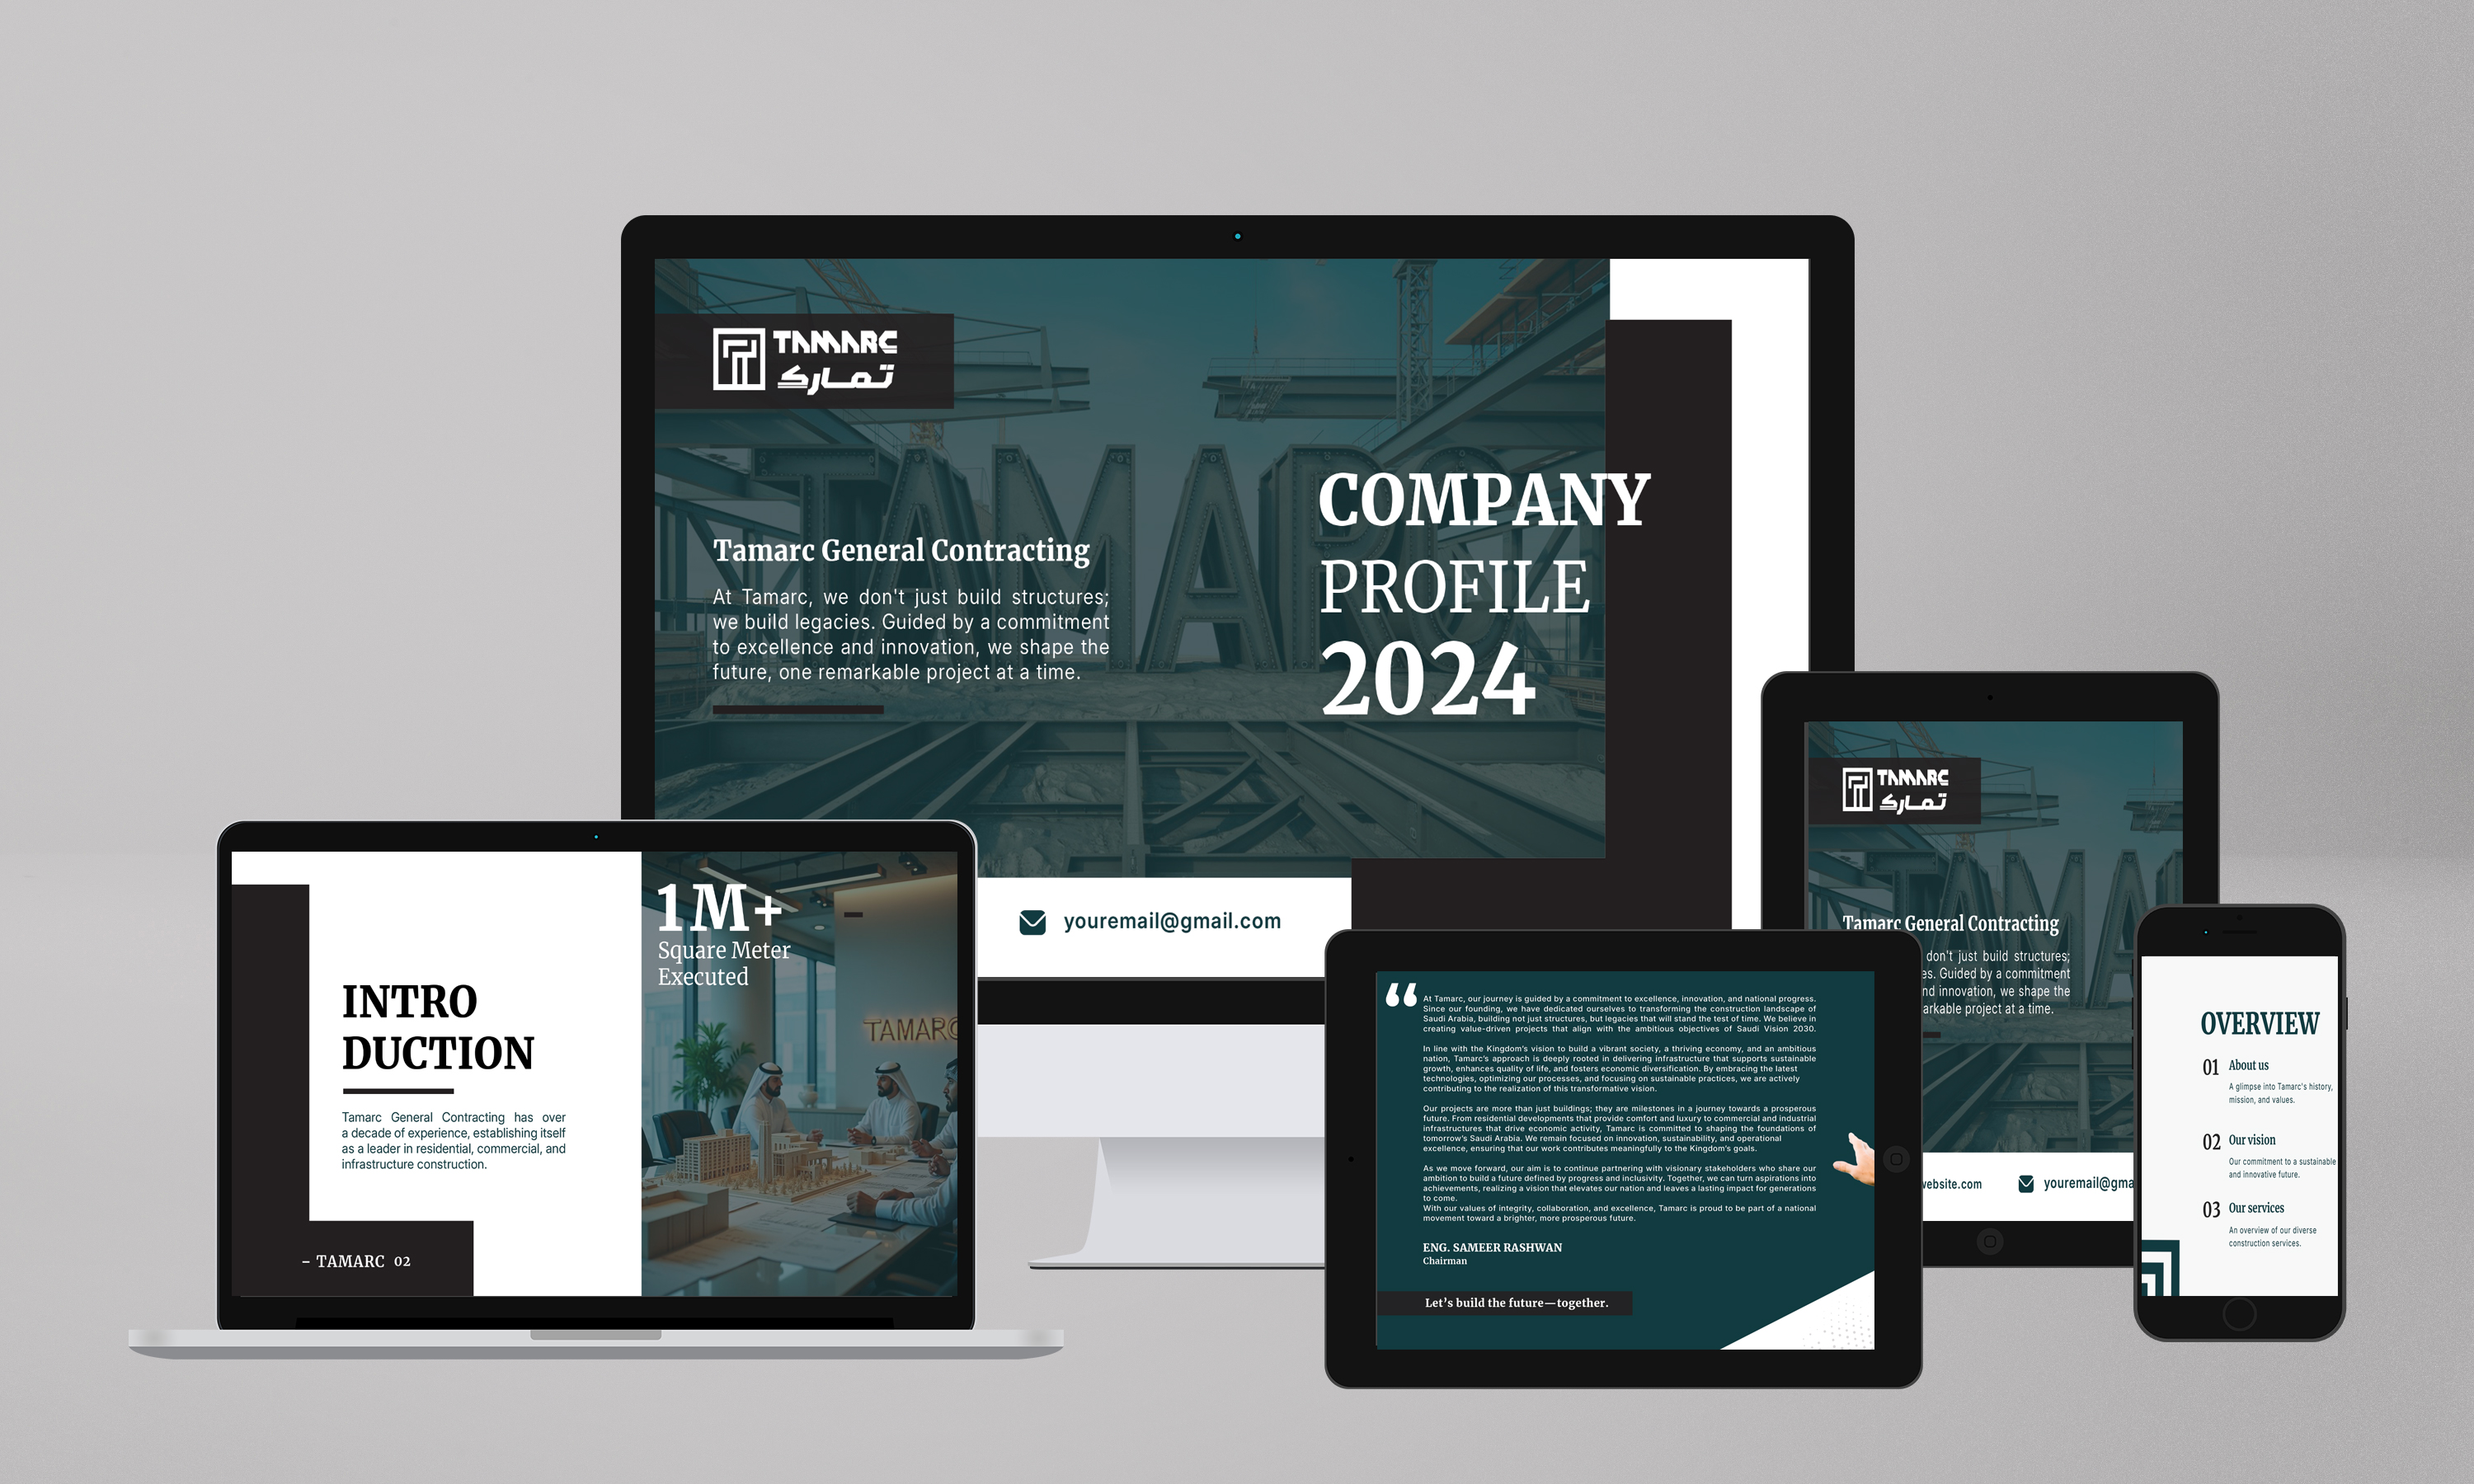 TAMARC
تمارك
TAMARC
COMPANY
PROFILE
2024
Tamarc General Contracting
At Tamarc, we don't just build structures;
we build legacies. Guided by a commitment
to excellence and innovation, we shape the
future, one remarkable project at a time.
youremail@gmail.com
INTRO
DUCTION
Tamarc General Contracting has over
a decade of experience, establishing itself
as a leader in residential, commercial, and
infrastructure construction.
– TAMARC 02
1M+
Square Meter
Executed
TAMARC
At Tamarc, our journey is guided by a commitment to excellence, innovation, and national progress.
Since our founding, we have dedicated ourselves to transforming the construction landscape of
Saudi Arabia, building not just structures, but legacies that will stand the test of time. We believe in
creating value-driven projects that align with the ambitious objectives of Saudi Vision 2030.
In line with the Kingdom's vision to build a vibrant society, a thriving economy, and an ambitious
nation, Tamarc's approach is deeply rooted in delivering infrastructure that supports sustainable
growth, enhances quality of life, and fosters economic diversification. By embracing the latest
technologies, optimizing our processes, and focusing on sustainable practices, we are actively
contributing to the realization of this transformative vision.
Our projects are more than just buildings; they are milestones in a journey towards a prosperous
future. From residential developments that provide comfort and luxury to commercial and industrial
infrastructures that drive economic activity, Tamarc is committed to shaping the foundations of
tomorrow's Saudi Arabia. We remain focused on innovation, sustainability, and operational
excellence, ensuring that our work contributes meaningfully to the Kingdom's goals.
As we move forward, our aim is to continue partnering with visionary stakeholders who share our
ambition to build a future defined by progress and inclusivity. Together, we can turn aspirations into
achievements, realizing a vision that elevates our nation and leaves a lasting impact for generations
to come.
With our values of integrity, collaboration, and excellence, Tamarc is proud to be part of a national
movement toward a brighter, more prosperous future.
ENG. SAMEER RASHWAN
Chairman
Let's build the future—together.
TAMARC
تمارك
TAMA
Tamarc General Contracting
don't just build structures;
es. Guided by a commitment
nd innovation, we shape the
arkable project at a time.
website.com
youremail@gma
OVERVIEW
01 About us
A glimpse into Tamarc's history,
mission, and values.
02 Our vision
Our commitment to a sustainable
and innovative future.
03 Our services
An overview of our diverse
construction services.